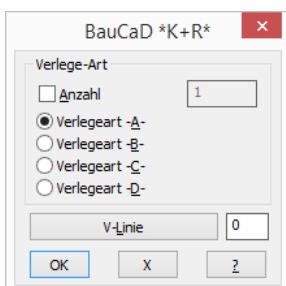 BauCaD *K+R*
Verlege-Art
Anzahl 1
Verlegeart -A-
Verlegeart -B-
Verlegeart -C-
Verlegeart -D-
V-Linie 0
OK X ?